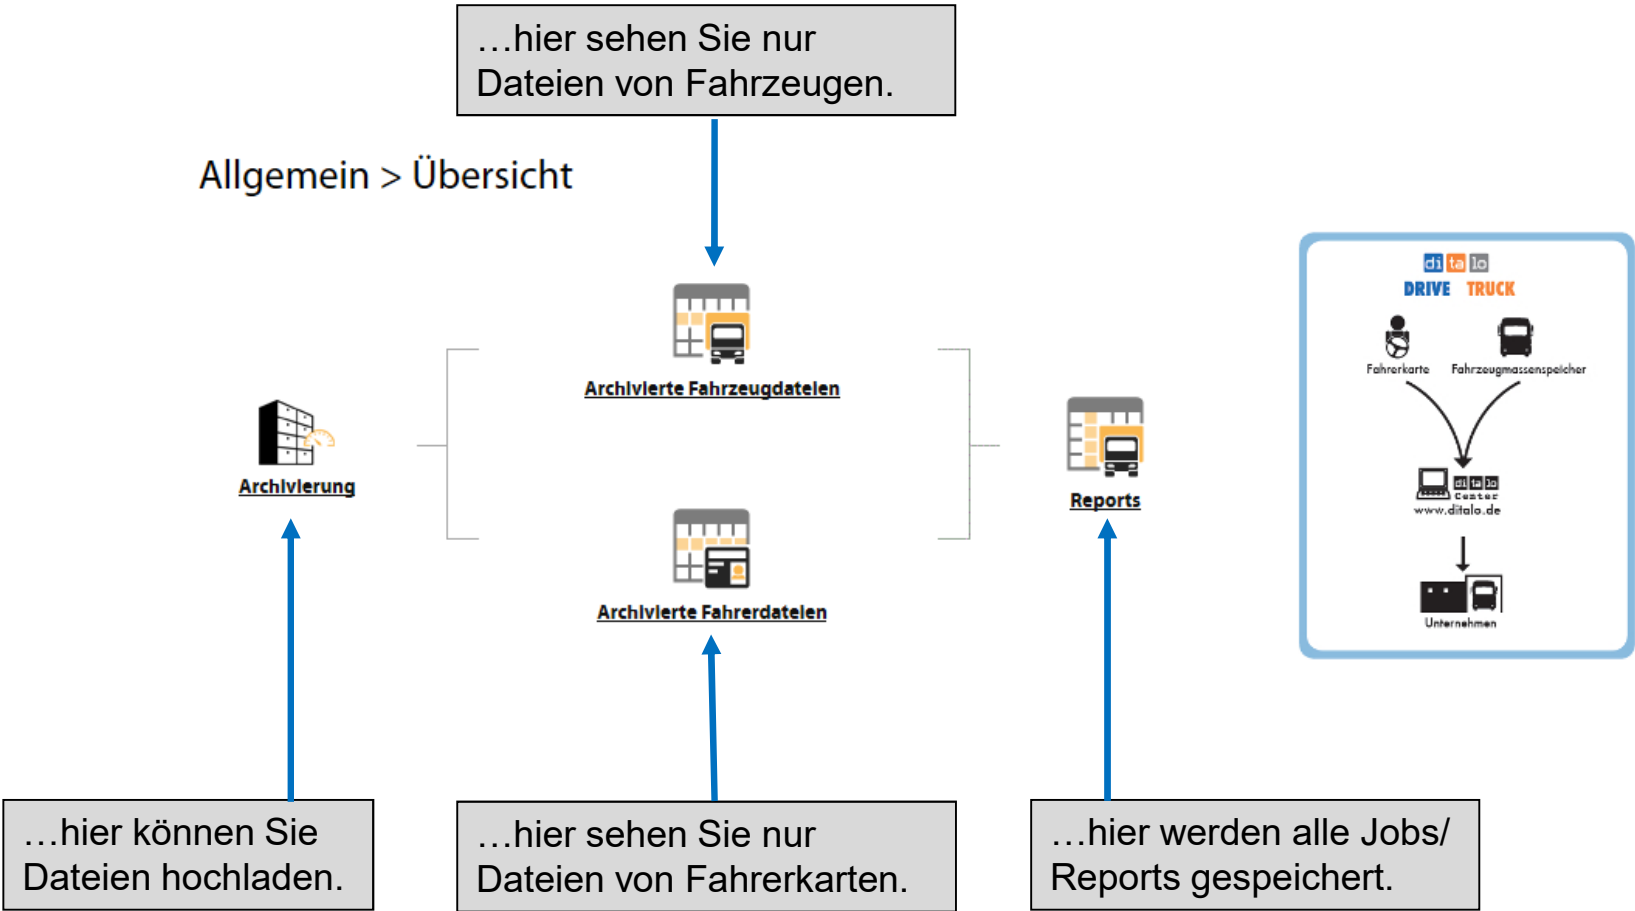 …hier sehen Sie nur
Dateien von Fahrzeugen.
Allgemein > Übersicht
di ta lo
DRIVE TRUCK
Fahrerkarte Fahrzeugmassenspeicher
Archivierte Fahrzeugdateien
Archivierung
Reports
di ta lo
Center
www.ditalo.de
Archivierte Fahrerdateien
Unternehmen
…hier können Sie
Dateien hochladen.
…hier sehen Sie nur
Dateien von Fahrerkarten.
…hier werden alle Jobs/
Reports gespeichert.